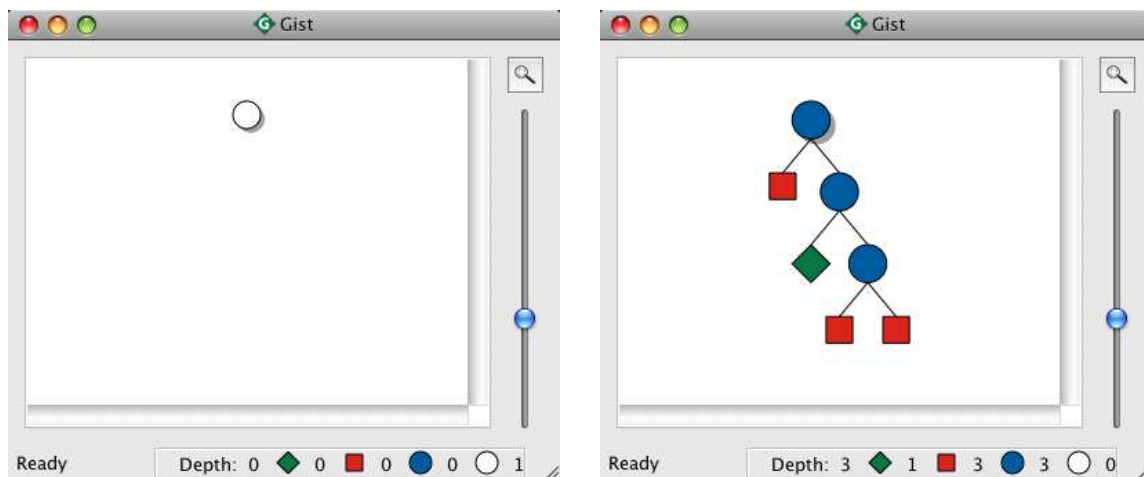 Gist
Ready Depth: 0 0 0 0 1
Gist
Ready Depth: 3 1 3 3 0